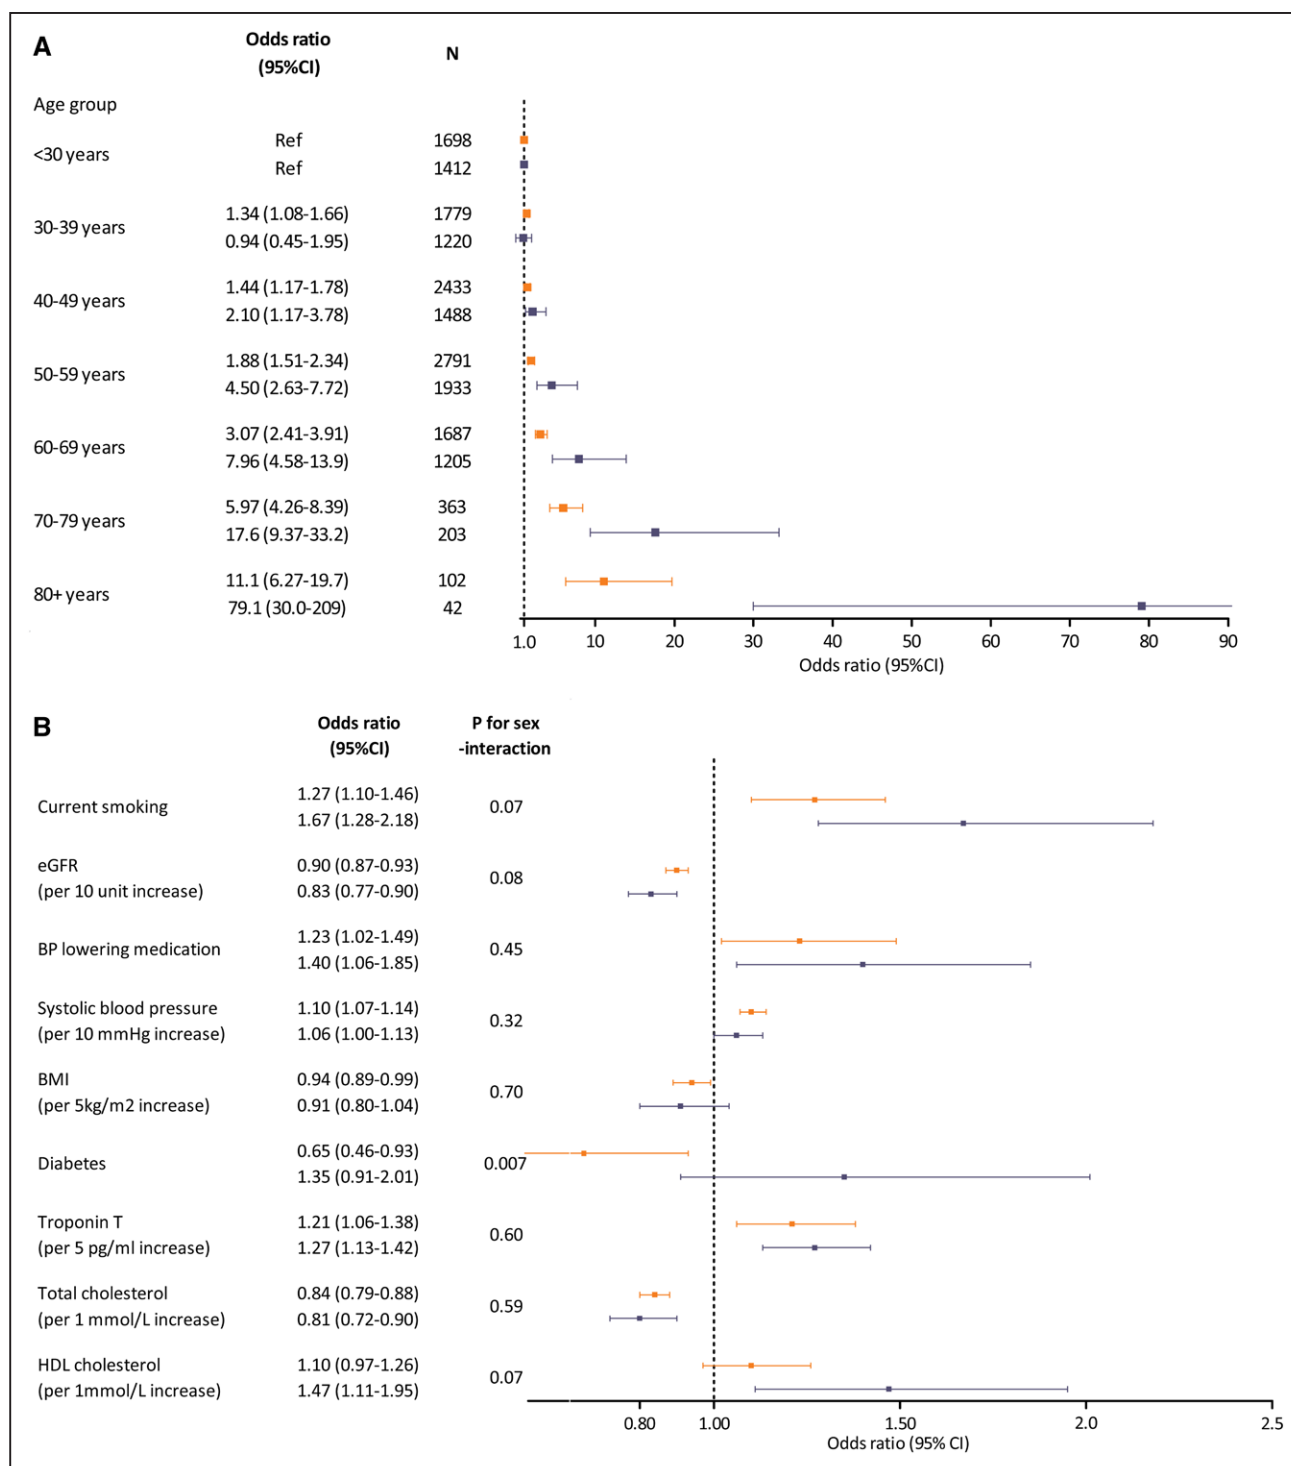 A
Odds ratio
(95%CI)
N
Age group
<30 years
Ref
1698
Ref
1412
30-39 years
1.34 (1.08-1.66)
1779
0.94 (0.45-1.95)
1220
40-49 years
1.44 (1.17-1.78)
2433
2.10 (1.17-3.78)
1488
50-59 years
1.88 (1.51-2.34)
2791
4.50 (2.63-7.72)
1933
60-69 years
3.07 (2.41-3.91)
1687
7.96 (4.58-13.9)
1205
70-79 years
5.97 (4.26-8.39)
363
17.6 (9.37-33.2)
203
80+ years
11.1 (6.27-19.7)
102
79.1 (30.0-209)
42
1.0 10 20 30 40 50 60 70 80 90
Odds ratio (95%CI)
B
Odds ratio
(95%CI)
P for sex
-interaction
Current smoking
1.27 (1.10-1.46)
1.67 (1.28-2.18)
0.07
eGFR
(per 10 unit increase)
0.90 (0.87-0.93)
0.83 (0.77-0.90)
0.08
BP lowering medication
1.23 (1.02-1.49)
1.40 (1.06-1.85)
0.45
Systolic blood pressure
(per 10 mmHg increase)
1.10 (1.07-1.14)
1.06 (1.00-1.13)
0.32
BMI
(per 5kg/m2 increase)
0.94 (0.89-0.99)
0.91 (0.80-1.04)
0.70
Diabetes
0.65 (0.46-0.93)
1.35 (0.91-2.01)
0.007
Troponin T
(per 5 pg/ml increase)
1.21 (1.06-1.38)
1.27 (1.13-1.42)
0.60
Total cholesterol
(per 1 mmol/L increase)
0.84 (0.79-0.88)
0.81 (0.72-0.90)
0.59
HDL cholesterol
(per 1mmol/L increase)
1.10 (0.97-1.26)
1.47 (1.11-1.95)
0.07
0.80 1.00 1.50 2.0 2.5
Odds ratio (95% CI)